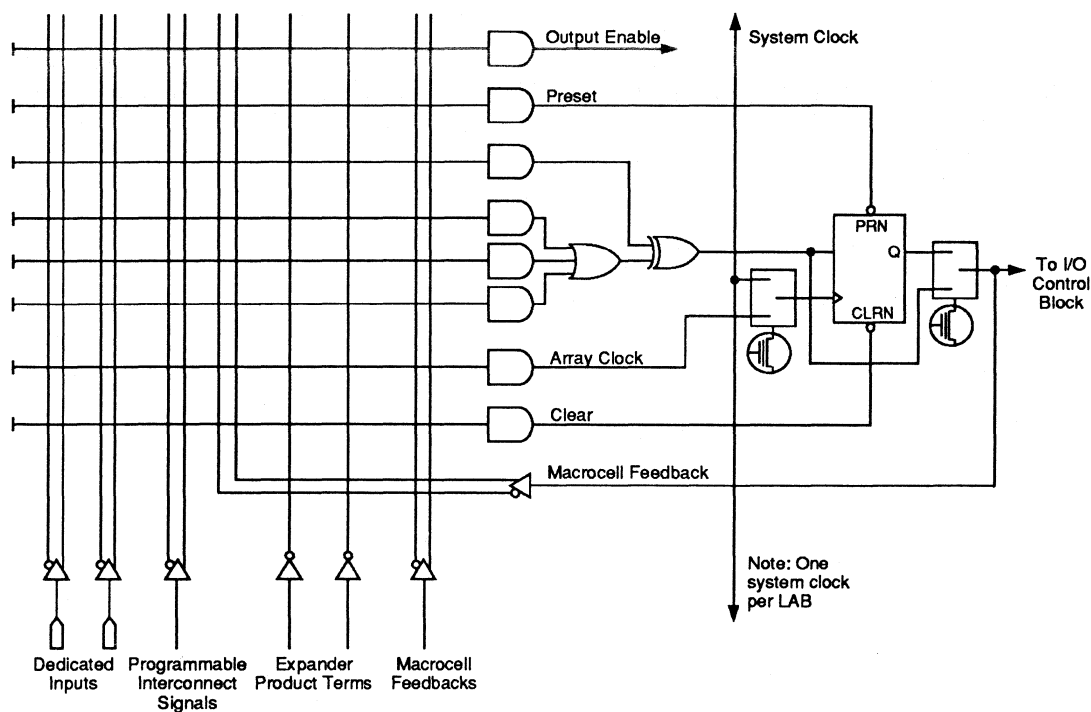 Output Enable
System Clock
Preset
PRN
Q
To I/O
Control
Block
CLRN
Array Clock
Clear
Macrocell Feedback
Note: One
system clock
per LAB
Dedicated
Inputs
Programmable
Interconnect
Signals
Expander
Product Terms
Macrocell
Feedbacks